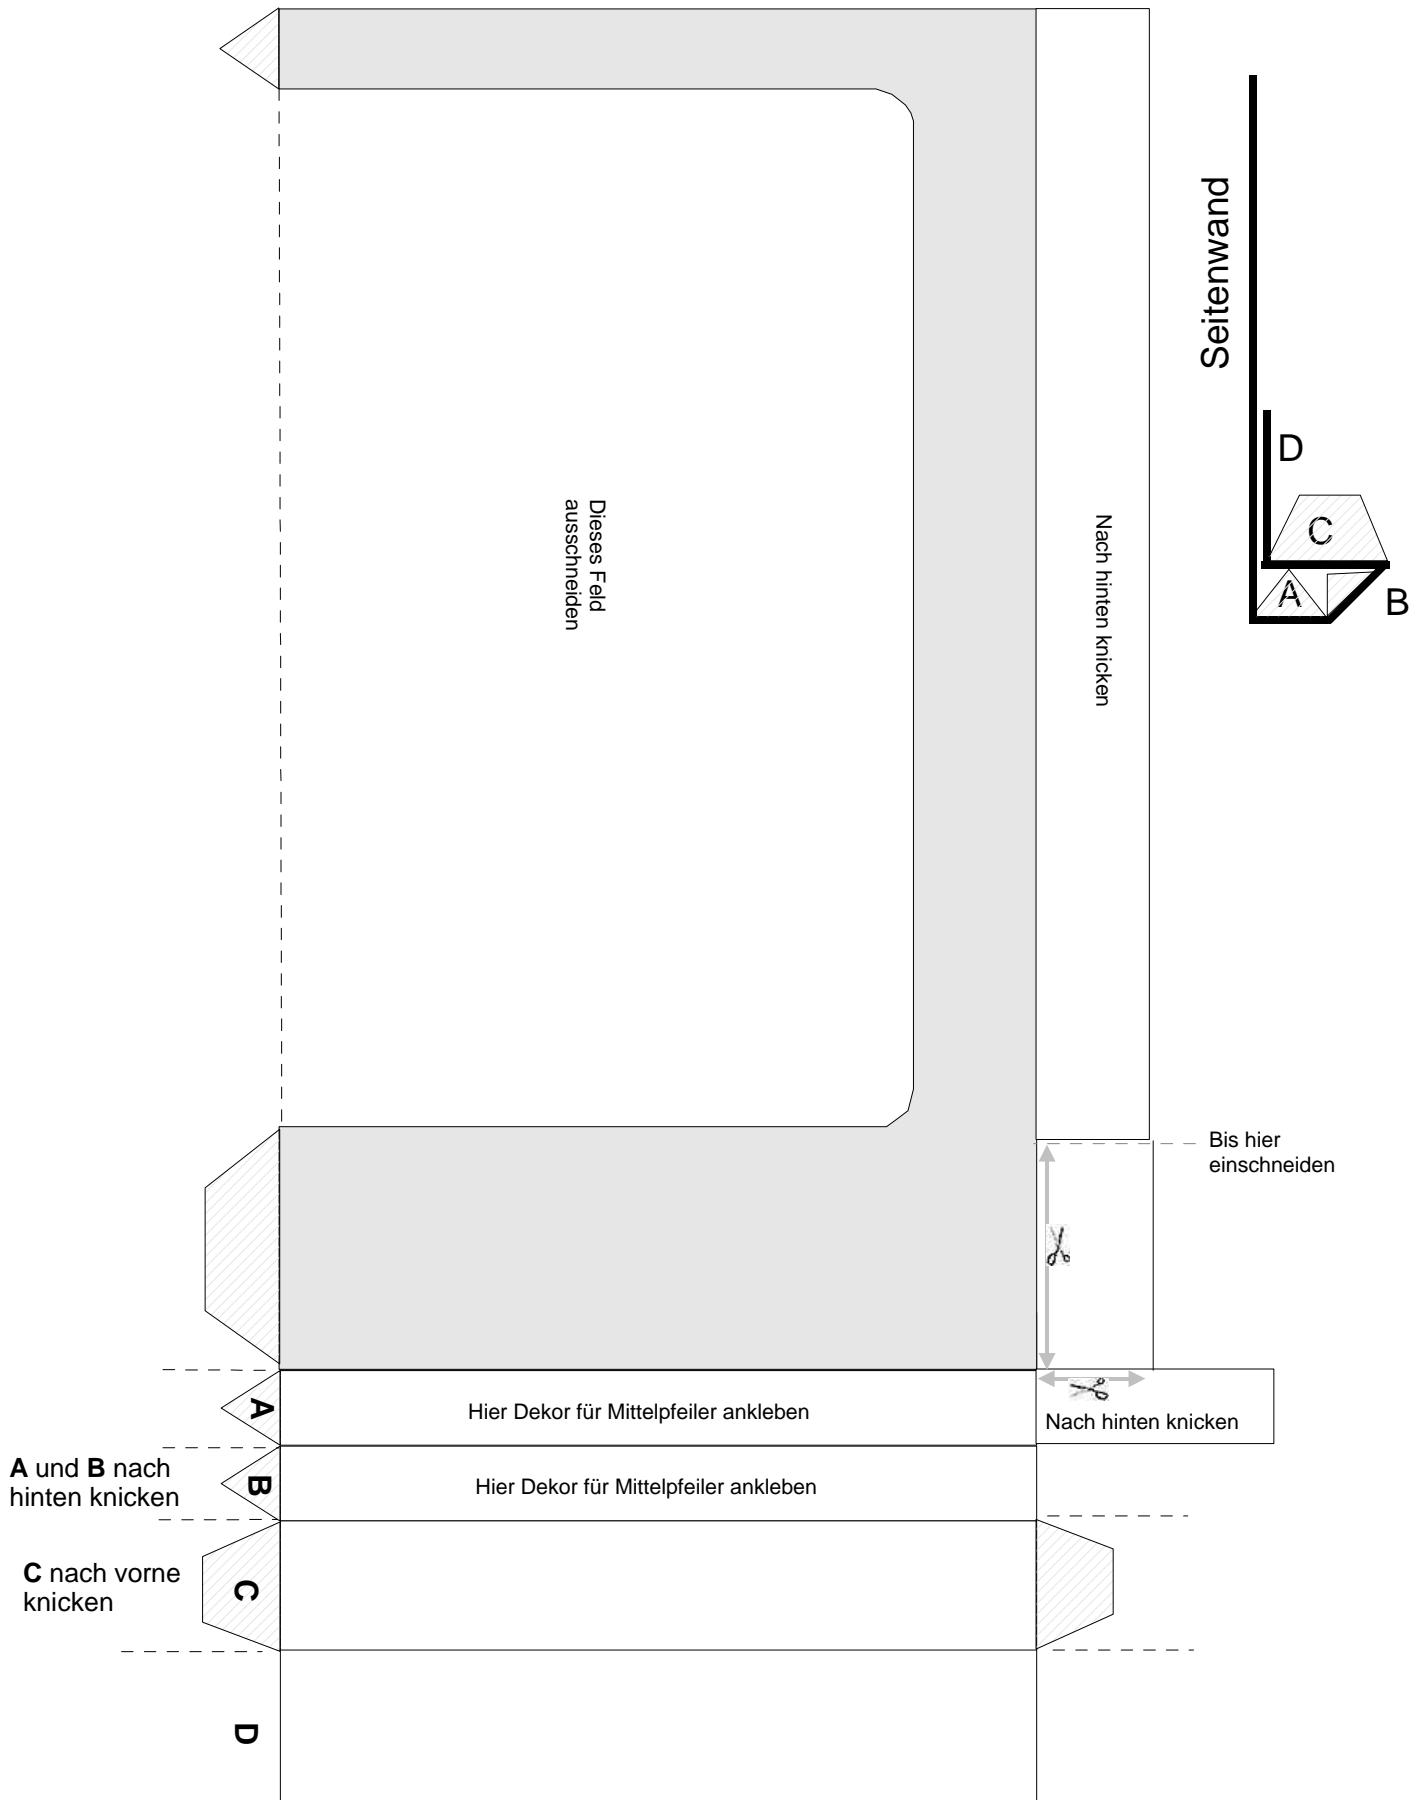 Seitenwand
D
C
A
B
Dieses Feld
ausschneiden
Nach hinten knicken
Bis hier
einschneiden
A
Hier Dekor für Mittelpfeiler ankleben
Nach hinten knicken
A und B nach
hinten knicken
B
Hier Dekor für Mittelpfeiler ankleben
C nach vorne
knicken
C
D